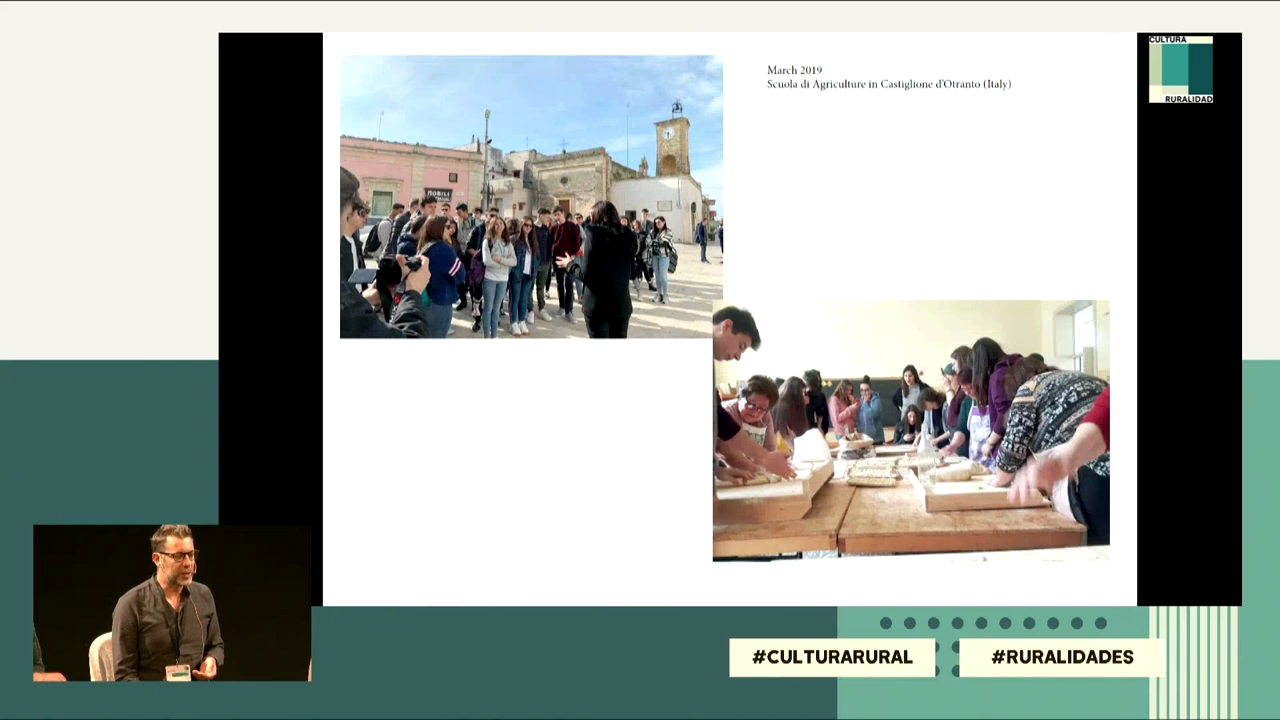 CULTURA
RURALIDAD
March 2019
Scuola di Agriculture in Castiglione d'Otranto (Italy)
MOBILI
#CULTURARURAL
#RURALIDADES